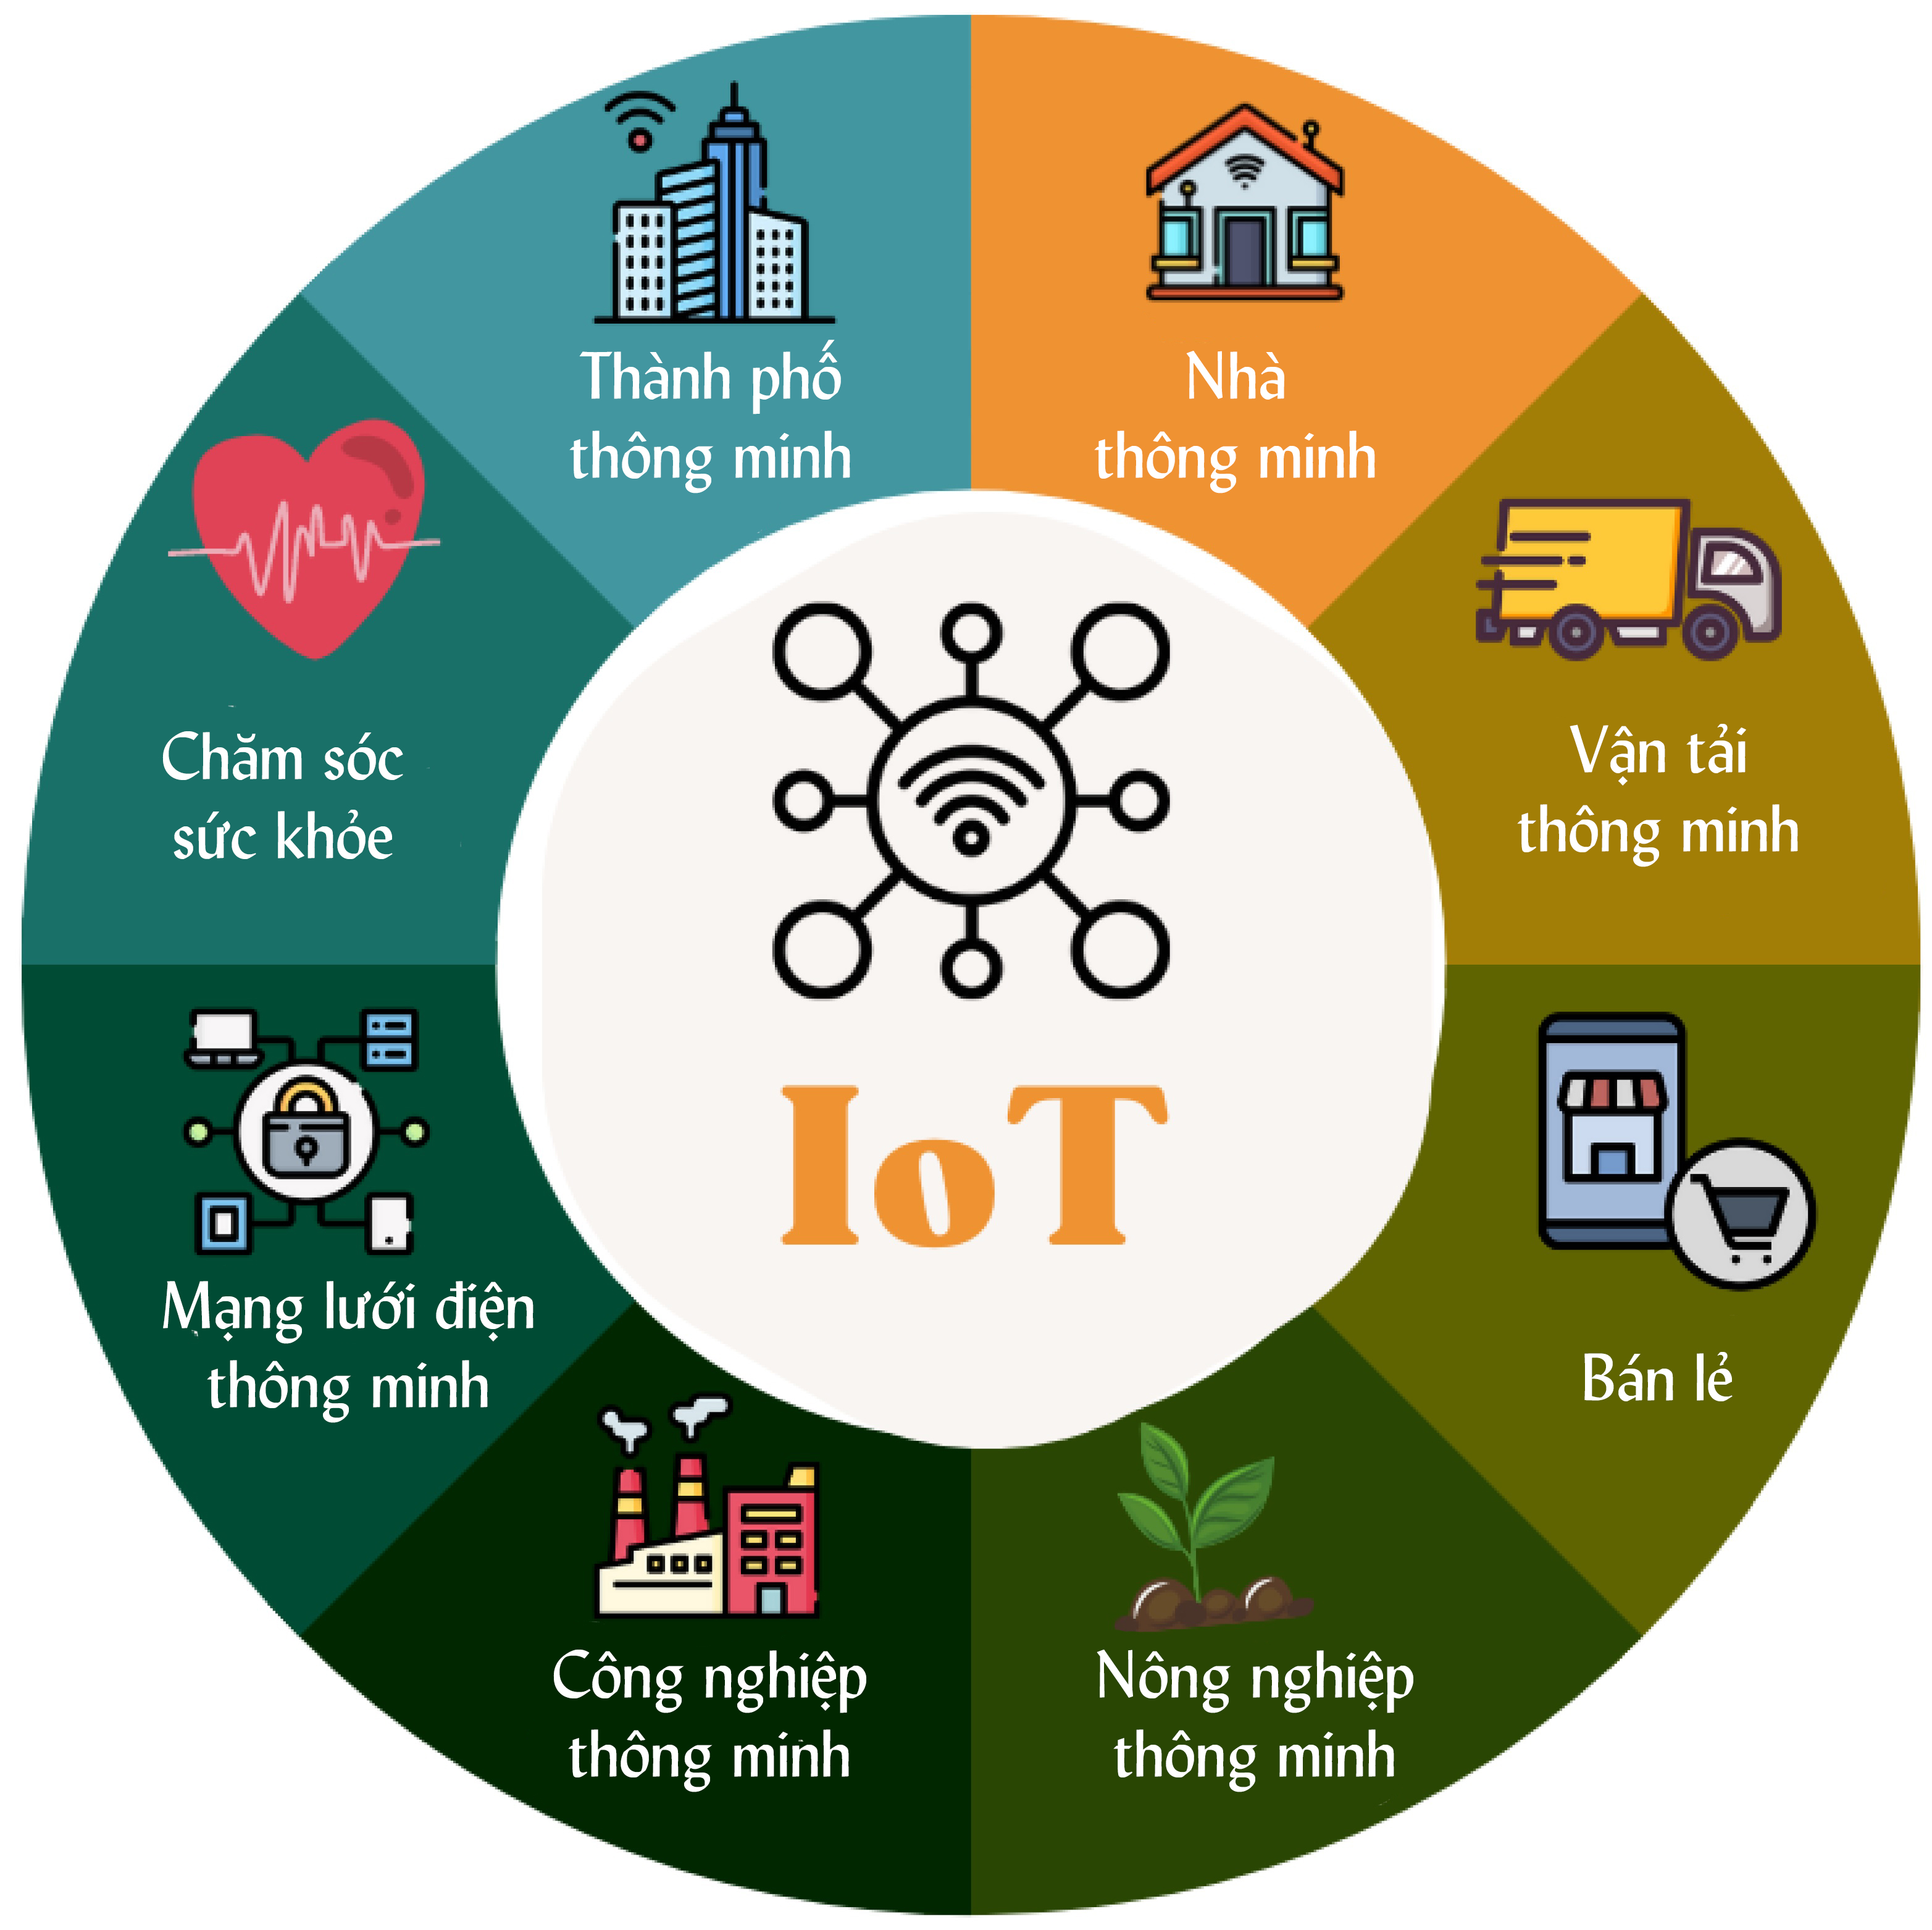 Thành phố
thông minh
Nhà
thông minh
Vận tải
thông minh
Bán lẻ
Nông nghiệp
thông minh
Công nghiệp
thông minh
Mạng lưới điện
thông minh
Chăm sóc
sức khỏe
IoT